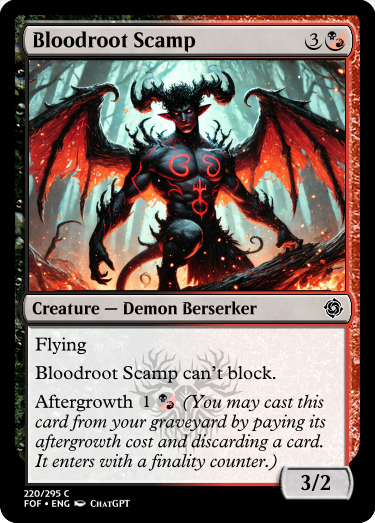 Bloodroot Scamp 3
Creature — Demon Berserker
Flying
Bloodroot Scamp can't block.
Aftergrowth 1 (You may cast this
card from your graveyard by paying its
aftergrowth cost and discarding a card.
It enters with a finality counter.)
3/2
220/295 C
FOF • ENG ChatGPT